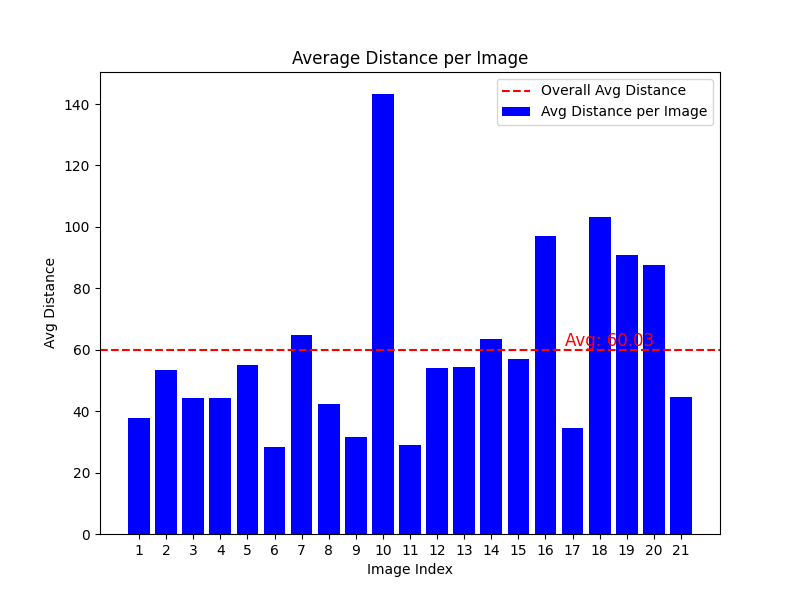 Average Distance per Image
Overall Avg Distance
Avg Distance per Image
140
120
100
80
60
40
20
0
Avg Distance
Avg: 60.03
1 2 3 4 5 6 7 8 9 10 11 12 13 14 15 16 17 18 19 20 21
Image Index